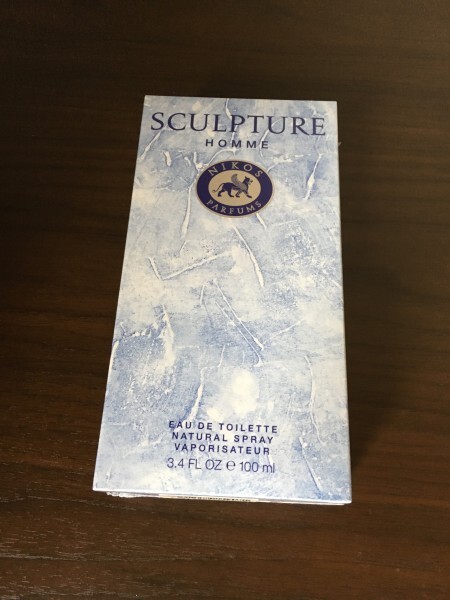 SCULPTURE
HOMME
NIKOS
PARFUMS
EAU DE TOILETTE
NATURAL SPRAY
VAPORISATEUR
3.4 FL OZ ℮ 100 ml